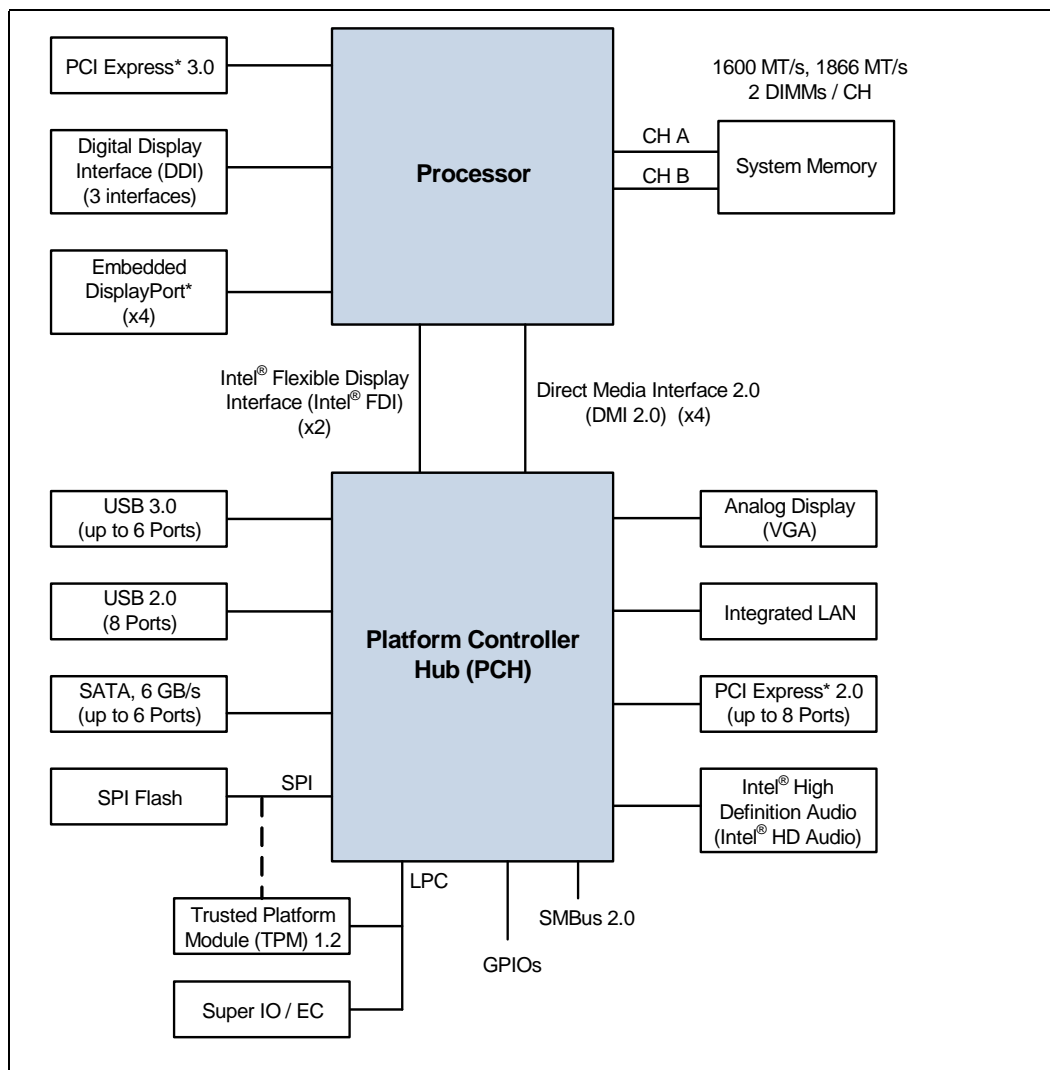 PCI Express* 3.0
Digital Display
Interface (DDI)
(3 interfaces)
Embedded
DisplayPort*
(x4)
Processor
CH A
CH B
1600 MT/s, 1866 MT/s
2 DIMMs / CH
System Memory
Intel® Flexible Display
Interface (Intel® FDI)
(x2)
Direct Media Interface 2.0
(DMI 2.0) (x4)
USB 3.0
(up to 6 Ports)
USB 2.0
(8 Ports)
SATA, 6 GB/s
(up to 6 Ports)
SPI Flash
SPI
Platform Controller
Hub (PCH)
Analog Display
(VGA)
Integrated LAN
PCI Express* 2.0
(up to 8 Ports)
Intel® High
Definition Audio
(Intel® HD Audio)
LPC
Trusted Platform
Module (TPM) 1.2
Super IO / EC
SMBus 2.0
GPIOs